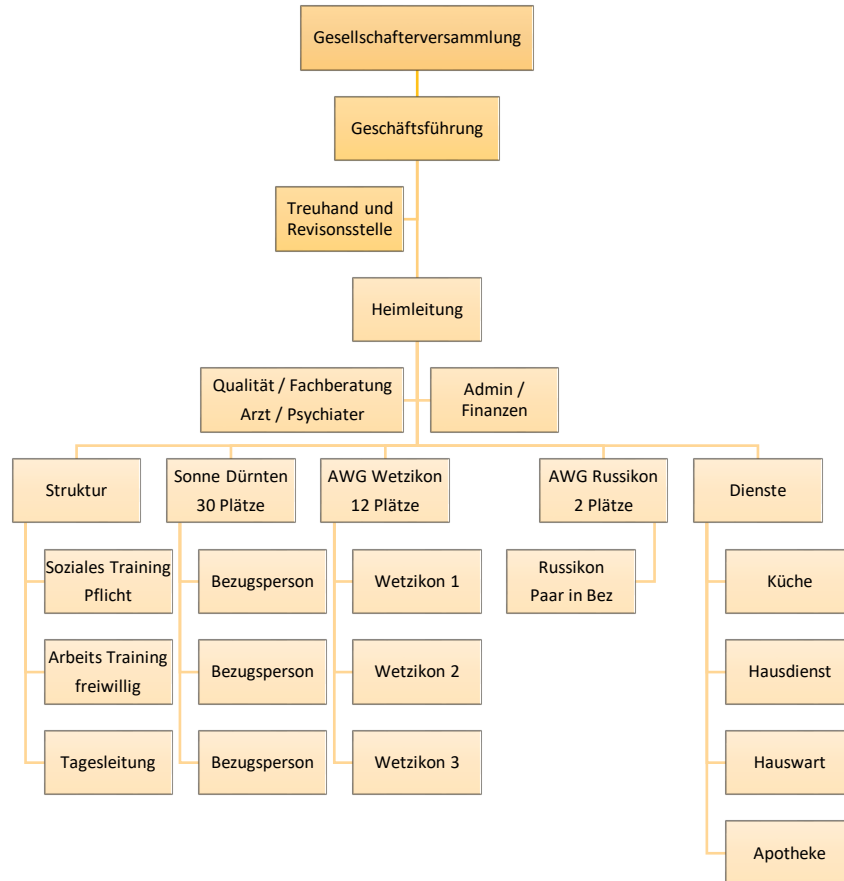 Gesellschafterversammlung
Geschäftsführung
Treuhand und
Revisonsstelle
Heimleitung
Qualität / Fachberatung
Arzt / Psychiater
Admin /
Finanzen
Struktur
Sonne Dürnten
30 Plätze
AWG Wetzikon
12 Plätze
AWG Russikon
2 Plätze
Dienste
Soziales Training
Pflicht
Bezugsperson
Wetzikon 1
Russikon
Paar in Bez
Küche
Arbeits Training
freiwillig
Bezugsperson
Wetzikon 2
Hausdienst
Tagesleitung
Bezugsperson
Wetzikon 3
Hauswart
Apotheke